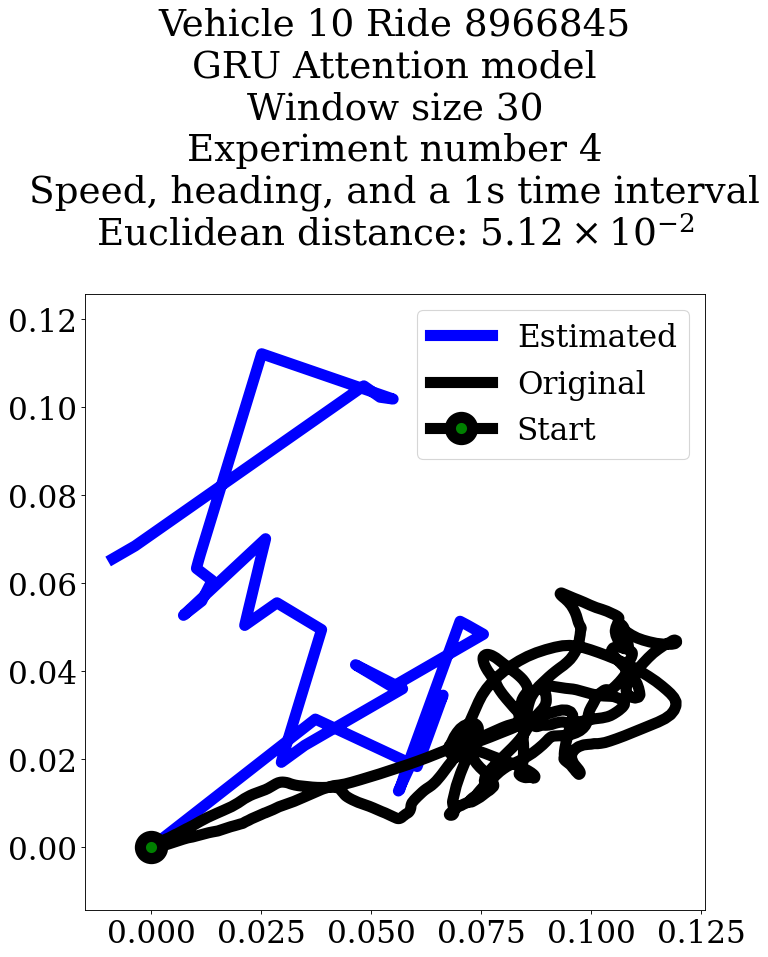 Vehicle 10 Ride 8966845
GRU Attention model
Window size 30
Experiment number 4
Speed, heading, and a 1s time interval
Euclidean distance: 5.12 × 10⁻²
Estimated
Original
Start
0.12
0.10
0.08
0.06
0.04
0.02
0.00
0.000 0.025 0.050 0.075 0.100 0.125